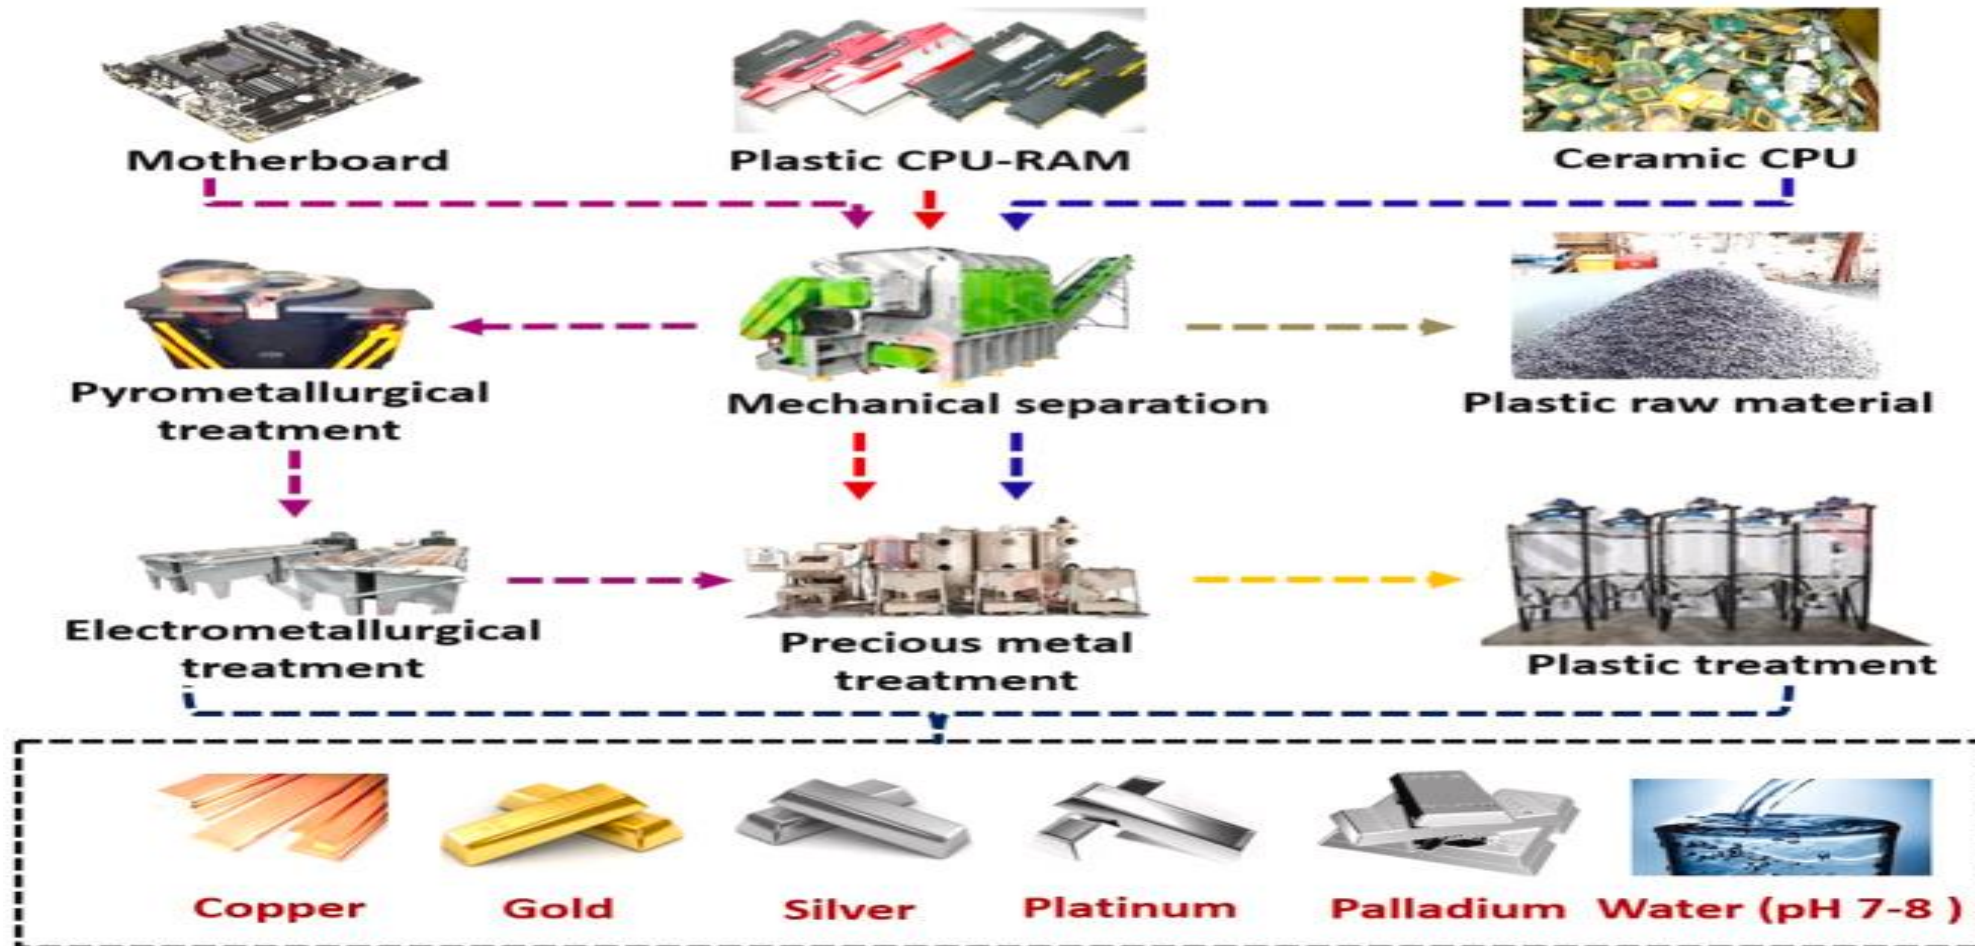 Motherboard
Plastic CPU-RAM
Ceramic CPU
Pyrometallurgical
treatment
Mechanical separation
Plastic raw material
Electrometallurgical
treatment
Precious metal
treatment
Plastic treatment
Copper
Gold
Silver
Platinum
Palladium
Water (pH 7-8 )